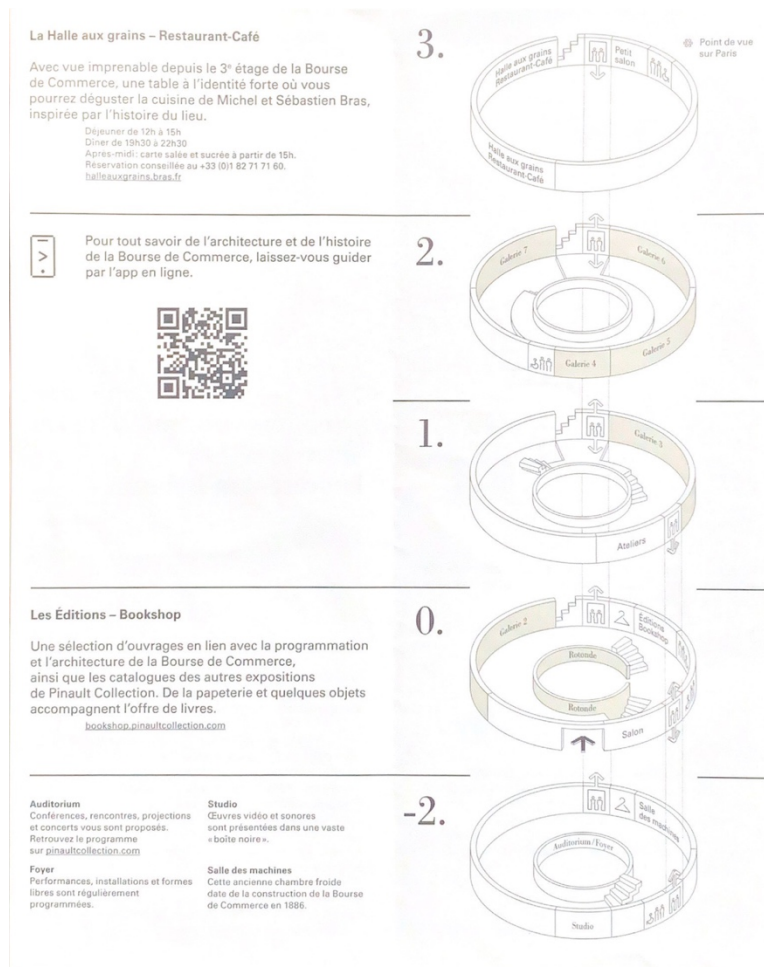 La Halle aux grains – Restaurant-Café
Avec vue imprenable depuis le 3e étage de la Bourse
de Commerce, une table à l'identité forte où vous
pourrez déguster la cuisine de Michel et Sébastien Bras,
inspirée par l'histoire du lieu.
Déjeuner de 12h à 15h
Dîner de 19h30 à 22h30
Après-midi : carte salée et sucrée à partir de 15h.
Réservation conseillée au +33 (0)1 82 71 71 60.
halleauxgrains.bras.fr
3.
Halle aux grains
Restaurant-Café
Petit
salon
Point de vue
sur Paris
Halle aux grains
Restaurant-Café
Pour tout savoir de l'architecture et de l'histoire
de la Bourse de Commerce, laissez-vous guider
par l'app en ligne.
2.
Galerie 7
Galerie 6
Galerie 4
Galerie 5
1.
Galerie 3
Ateliers
Les Éditions – Bookshop
Une sélection d'ouvrages en lien avec la programmation
et l'architecture de la Bourse de Commerce,
ainsi que les catalogues des autres expositions
de Pinault Collection. De la papeterie et quelques objets
accompagnent l'offre de livres.
bookshop.pinaultcollection.com
0.
Galerie 2
Editions
Bookshop
Rotonde
Rotonde
Salon
Auditorium
Conférences, rencontres, projections
et concerts vous sont proposés.
Retrouvez le programme
sur pinaultcollection.com
Foyer
Performances, installations et formes
libres sont régulièrement
programmées.
Studio
Œuvres vidéo et sonores
sont présentées dans une vaste
« boîte noire ».
Salle des machines
Cette ancienne chambre froide
date de la construction de la Bourse
de Commerce en 1886.
-2.
Salle
des machines
Auditorium/Foyer
Studio